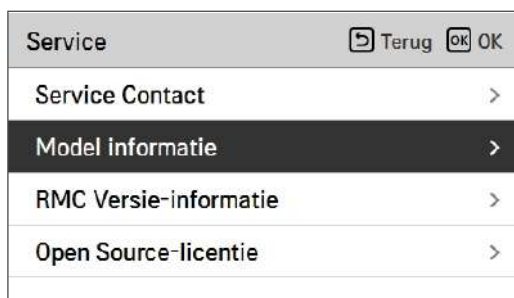 Service Terug OK OK
Service Contact >
Model informatie >
RMC Versie-informatie >
Open Source-licentie >